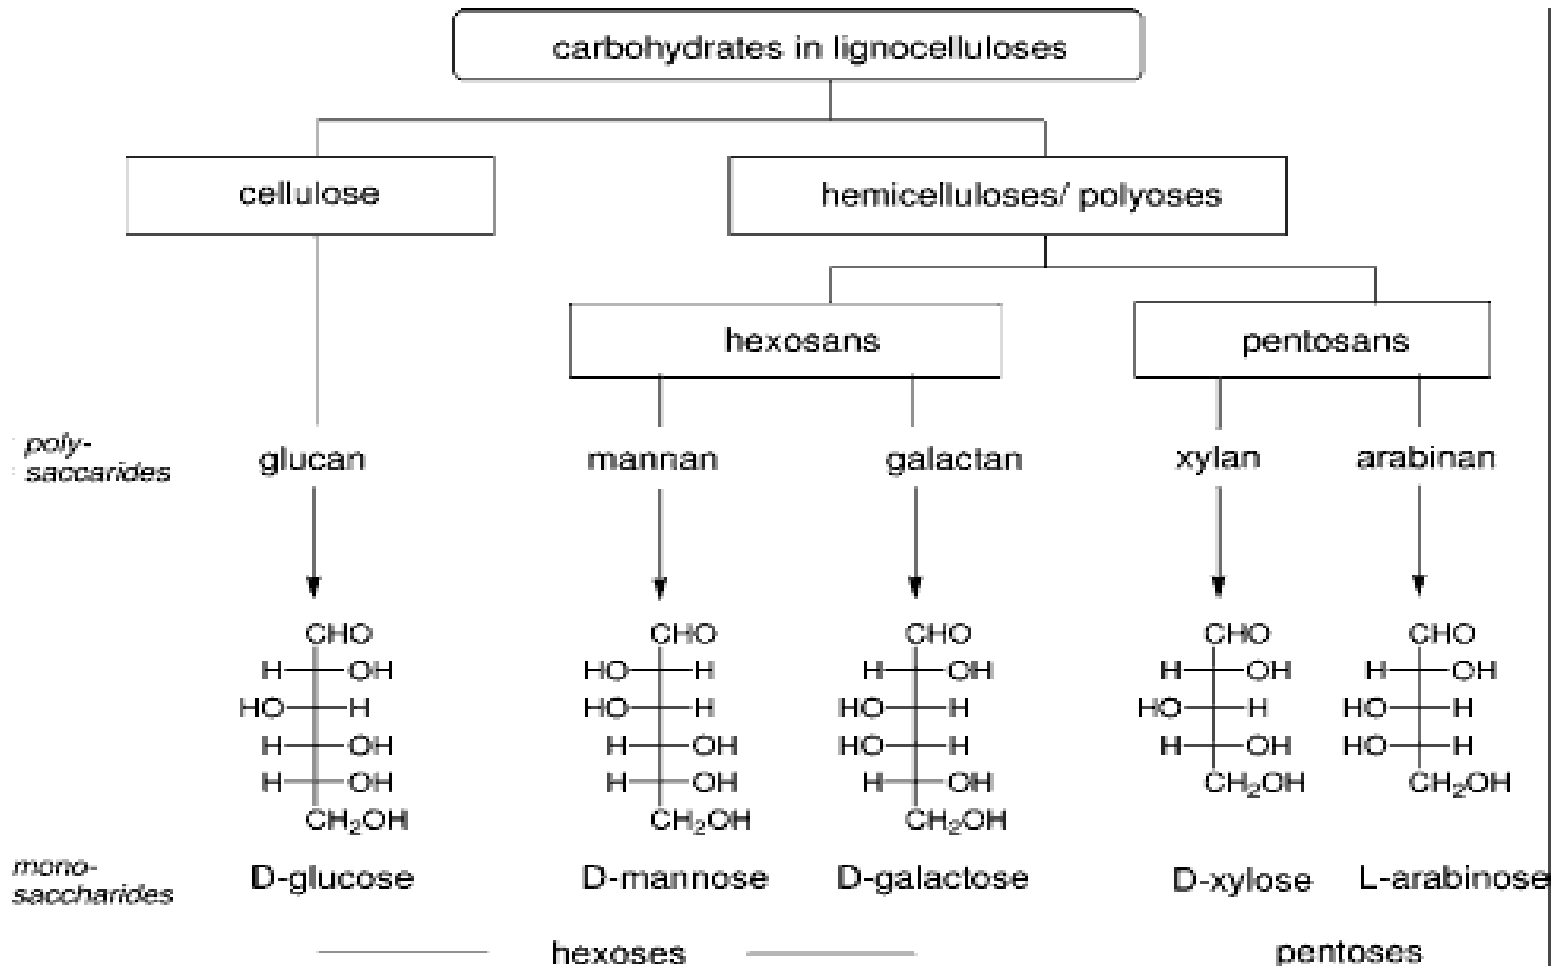 carbohydrates in lignocelluloses
cellulose
hemicelluloses/ polyoses
hexosans
pentosans
poly-
saccarides
glucan
mannan
galactan
xylan
arabinan
CHO
H OH
HO H
H OH
H OH
CH2OH
CHO
HO H
HO H
H OH
H OH
CH2OH
CHO
H OH
HO H
HO H
H OH
CH2OH
CHO
H OH
HO H
H OH
CH2OH
CHO
H OH
HO H
HO H
CH2OH
mono-
saccharides
D-glucose
D-mannose
D-galactose
D-xylose
L-arabinose
hexoses
pentoses